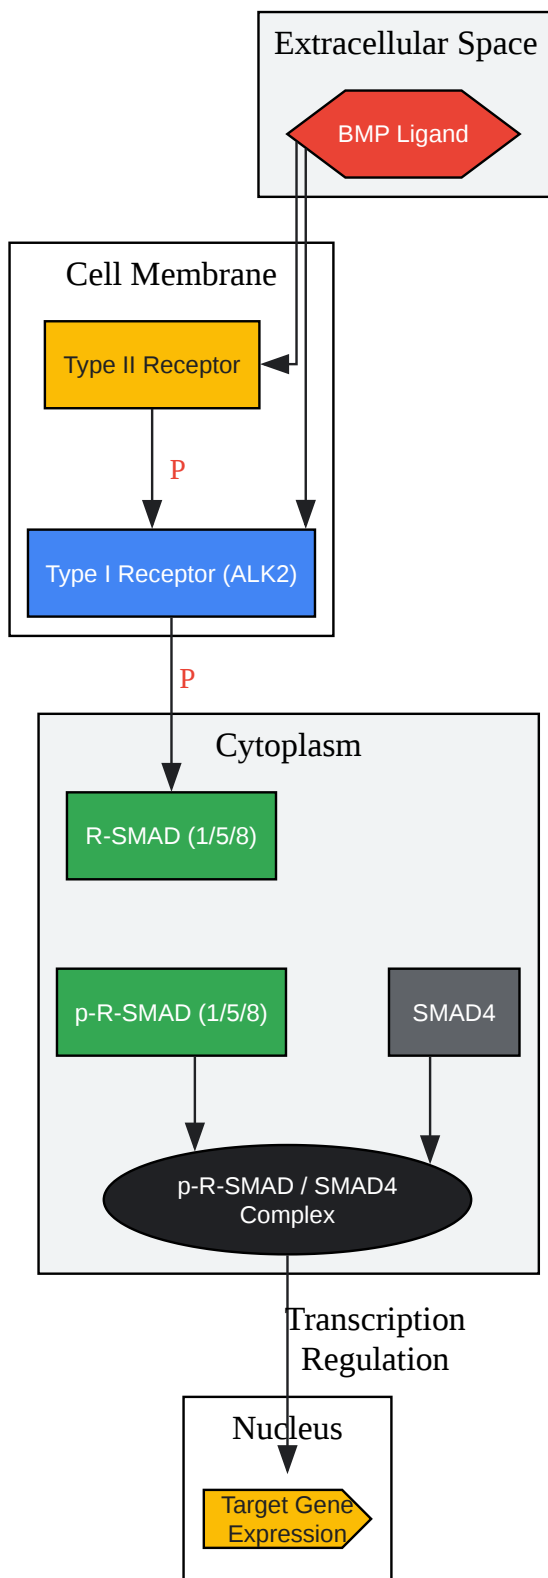 Extracellular Space
BMP Ligand
Cell Membrane
Type II Receptor
P
Type I Receptor (ALK2)
P
Cytoplasm
R-SMAD (1/5/8)
p-R-SMAD (1/5/8)
SMAD4
p-R-SMAD / SMAD4
Complex
Transcription
Regulation
Nucleus
Target Gene
Expression